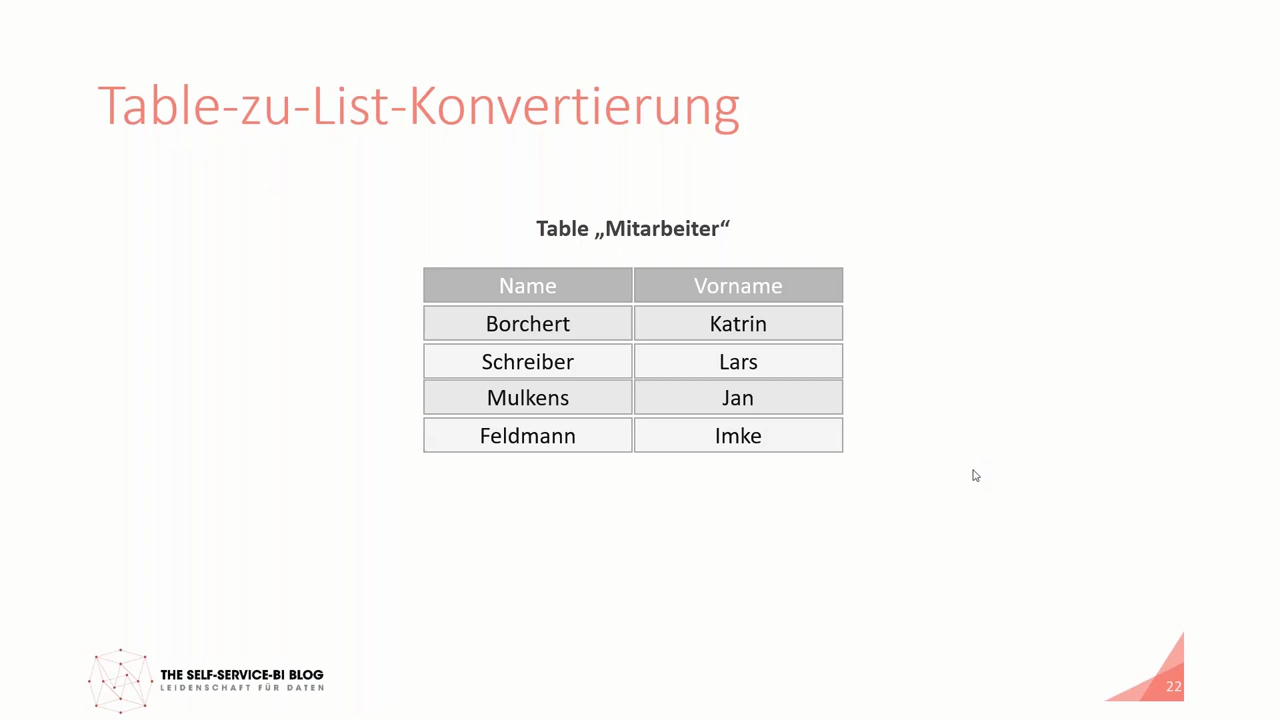 Table-zu-List-Konvertierung
Table „Mitarbeiter“
Name Vorname
Borchert Katrin
Schreiber Lars
Mulkens Jan
Feldmann Imke
THE SELF-SERVICE-BI BLOG
LEIDENSCHAFT FÜR DATEN
22